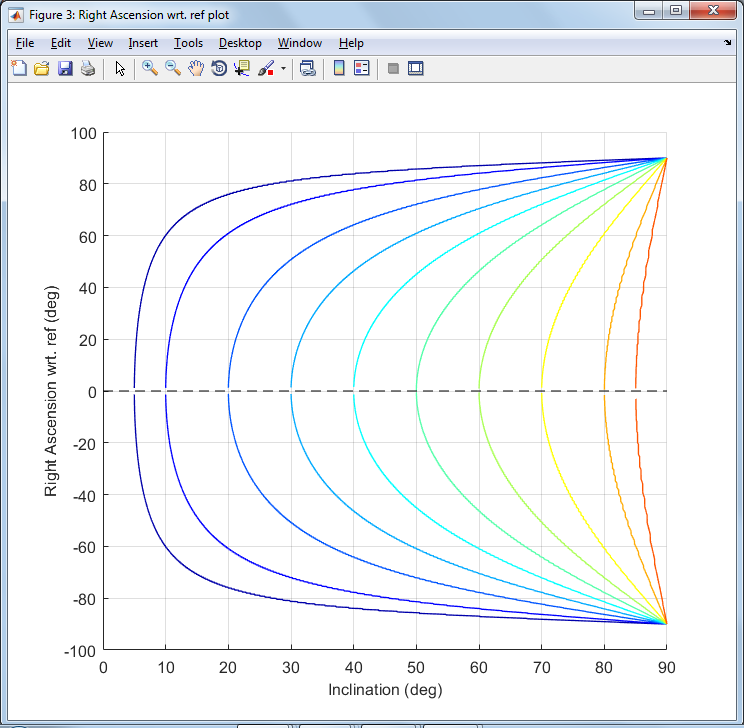 Figure 3: Right Ascension wrt. ref plot
File Edit View Insert Tools Desktop Window Help
100
80
60
40
20
0
-20
-40
-60
-80
-100
Right Ascension wrt. ref (deg)
0 10 20 30 40 50 60 70 80 90
Inclination (deg)